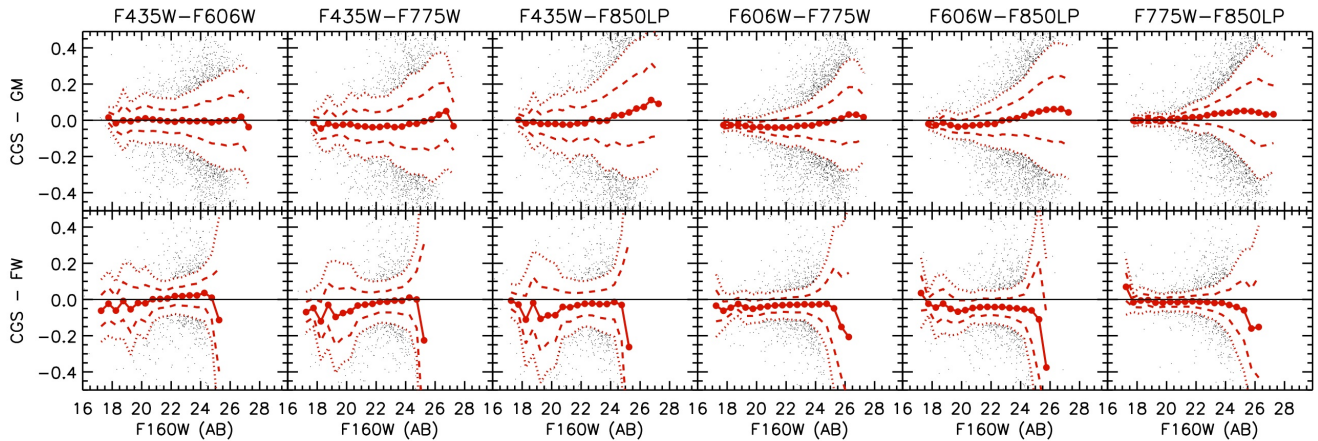 F435W−F606W F435W−F775W F435W−F850LP F606W−F775W F606W−F850LP F775W−F850LP
CGS − GM
0.4
0.2
0.0
−0.2
−0.4
CGS − FW
0.4
0.2
0.0
−0.2
−0.4
16 18 20 22 24 26 28 16 18 20 22 24 26 28 16 18 20 22 24 26 28 16 18 20 22 24 26 28 16 18 20 22 24 26 28 16 18 20 22 24 26 28
F160W (AB) F160W (AB) F160W (AB) F160W (AB) F160W (AB) F160W (AB)